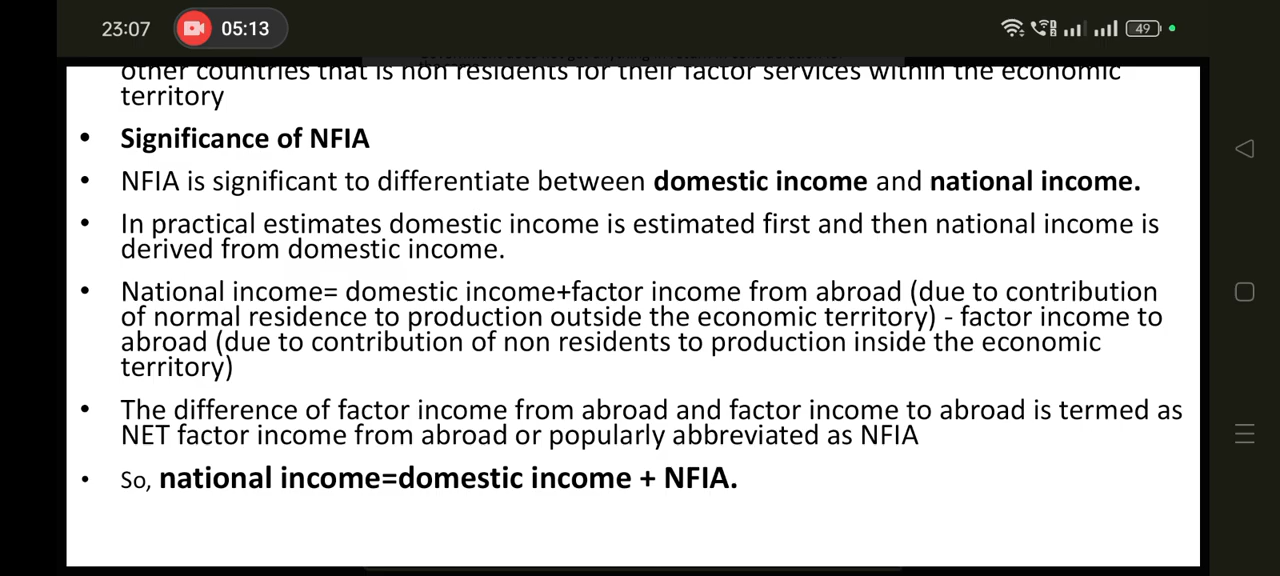 23:07
05:13
49
other countries that is non residents for their factor services within the economic
territory
• Significance of NFIA
• NFIA is significant to differentiate between domestic income and national income.
• In practical estimates domestic income is estimated first and then national income is
derived from domestic income.
• National income= domestic income+factor income from abroad (due to contribution
of normal residence to production outside the economic territory) - factor income to
abroad (due to contribution of non residents to production inside the economic
territory)
• The difference of factor income from abroad and factor income to abroad is termed as
NET factor income from abroad or popularly abbreviated as NFIA
• So, national income=domestic income + NFIA.